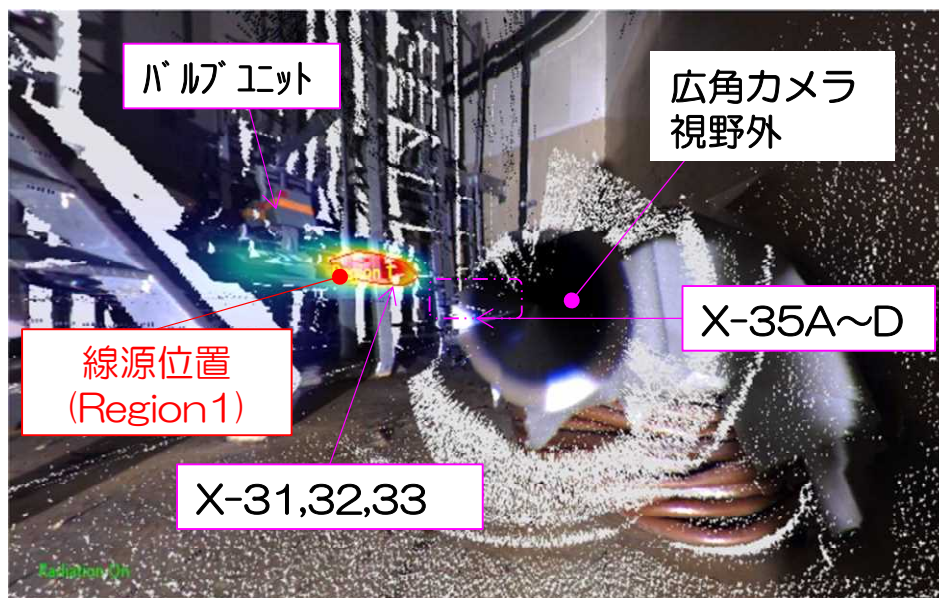 バルブユニット
広角カメラ
視野外
X-35A～D
線源位置
(Region1)
X-31,32,33
Radiation On